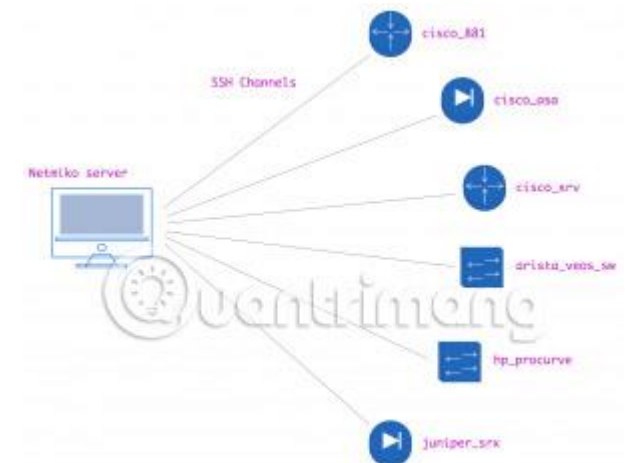 cisco_881
SSH Channels
cisco_asa
Netmiko server
cisco_xrv
arista_veos_sw
Quantrimang
hp_procurve
juniper_srx